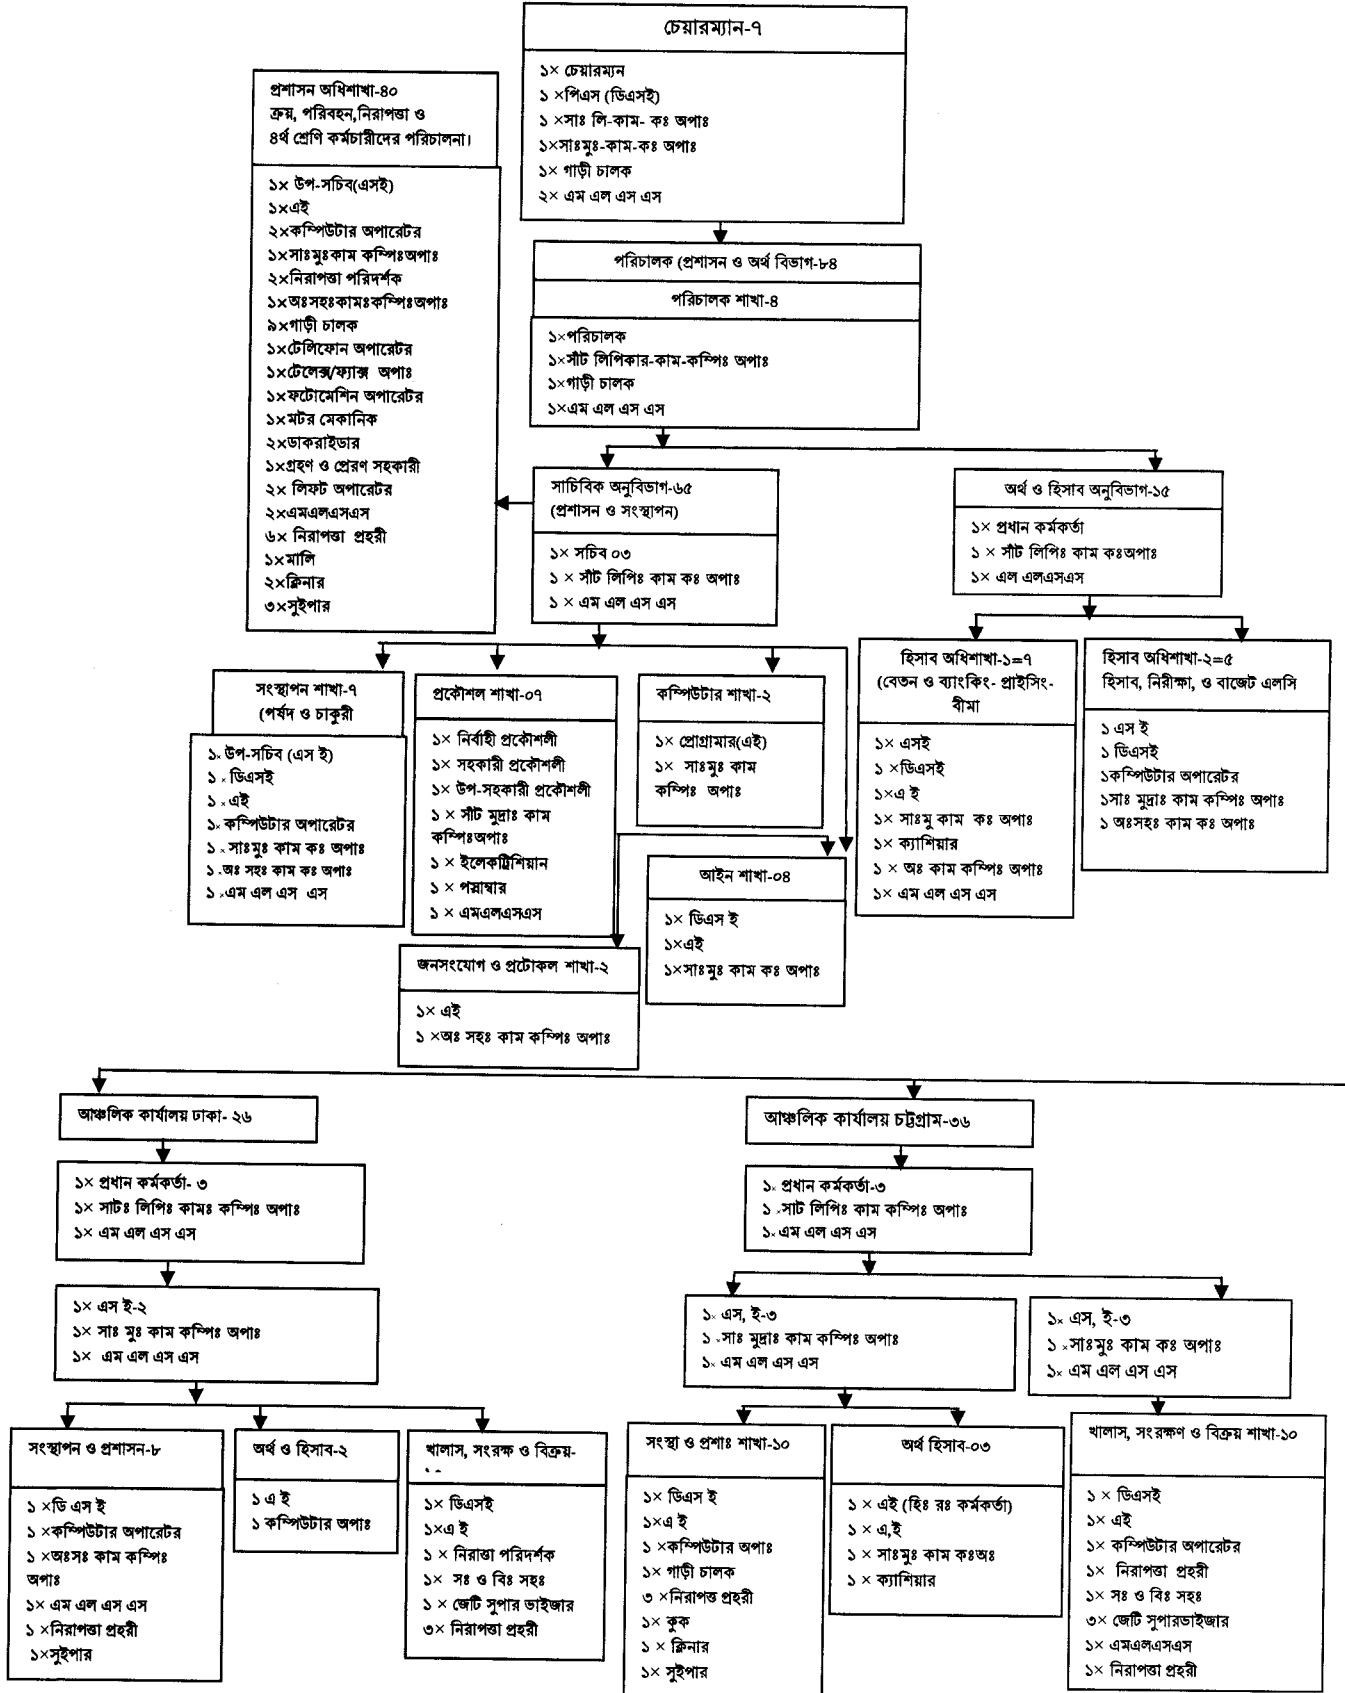 চেয়ারম্যান-৭
১× চেয়ারম্যন
১ ×পিএস (ডিএসই)
১ ×সাঃ লি-কাম- কঃ অপাঃ
১×সাঃমুঃ-কাম-কঃ অপাঃ
১× গাড়ী চালক
২× এম এল এস এস
প্রশাসন অধিশাখা-৪০
ক্রয়, পরিবহন,নিরাপত্তা ও
৪র্থ শ্রেণি কর্মচারীদের পরিচালনা।
১× উপ-সচিব(এসই)
১×এই
২×কম্পিউটার অপারেটর
১×সাঃমুঃকাম কম্পিঃঅপাঃ
২×নিরাপত্তা পরিদর্শক
১×অঃসহঃকামঃকম্পিঃঅপাঃ
৯×গাড়ী চালক
১×টেলিফোন অপারেটর
১×টেলেক্স/ফ্যাক্স অপাঃ
১×ফটোমেশিন অপারেটর
১×মটর মেকানিক
২×ডাকরাইডার
১×গ্রহণ ও প্রেরণ সহকারী
২× লিফট অপারেটর
২×এমএলএসএস
৬× নিরাপত্তা প্রহরী
১×মালি
২×ক্লিনার
৩×সুইপার
পরিচালক (প্রশাসন ও অর্থ বিভাগ-৮৪
পরিচালক শাখা-৪
১×পরিচালক
১×সাঁট লিপিকার-কাম-কম্পিঃ অপাঃ
১×গাড়ী চালক
১×এম এল এস এস
সাচিবিক অনুবিভাগ-৬৫
(প্রশাসন ও সংস্থাপন)
১× সচিব ০৩
১ × সাঁট লিপিঃ কাম কঃ অপাঃ
১ × এম এল এস এস
অর্থ ও হিসাব অনুবিভাগ-১৫
১× প্রধান কর্মকর্তা
১ × সাঁট লিপিঃ কাম কঃঅপাঃ
১× এল এলএসএস
সংস্থাপন শাখা-৭
(পর্ষদ ও চাকুরী
১× উপ-সচিব (এস ই)
১ × ডিএসই
১ × এই
১× কম্পিউটার অপারেটর
১ × সাঃমুঃ কাম কঃ অপাঃ
১ ×অঃ সহঃ কাম কঃ অপাঃ
১ ×এম এল এস এস
প্রকৌশল শাখা-০৭
১× নির্বাহী প্রকৌশলী
১× সহকারী প্রকৌশলী
১× উপ-সহকারী প্রকৌশলী
১ × সাঁট মুদ্রাঃ কাম
কম্পিঃঅপাঃ
১ × ইলেকট্রিশিয়ান
১ × পল্লাম্বার
১ × এমএলএসএস
কম্পিউটার শাখা-২
১× প্রোগ্রামার(এই)
১× সাঃমুঃ কাম
কম্পিঃ অপাঃ
হিসাব অধিশাখা-১=৭
(বেতন ও ব্যাংকিং- প্রাইসিং-
বীমা
১× এসই
১ ×ডিএসই
১×এ ই
১× সাঃমু কাম কঃ অপাঃ
১× ক্যাশিয়ার
১ × অঃ কাম কম্পিঃ অপাঃ
১× এম এল এস এস
হিসাব অধিশাখা-২=৫
হিসাব, নিরীক্ষা, ও বাজেট এলসি
১ এস ই
১ ডিএসই
১কম্পিউটার অপারেটর
১সাঃ মুদ্রাঃ কাম কম্পিঃ অপাঃ
১ অঃসহঃ কাম কঃ অপাঃ
আইন শাখা-০৪
১× ডিএস ই
১×এই
১×সাঃমুঃ কাম কঃ অপাঃ
জনসংযোগ ও প্রটোকল শাখা-২
১× এই
১ ×অঃ সহঃ কাম কম্পিঃ অপাঃ
আঞ্চলিক কার্যালয় ঢাকা- ২৬
১× প্রধান কর্মকর্তা- ৩
১× সাটঃ লিপিঃ কামঃ কম্পিঃ অপাঃ
১× এম এল এস এস
১× এস ই-২
১× সাঃ মুঃ কাম কম্পিঃ অপাঃ
১× এম এল এস এস
সংস্থাপন ও প্রশাসন-৮
১ ×ডি এস ই
১ ×কম্পিউটার অপারেটর
১ ×অঃসঃ কাম কম্পিঃ
অপাঃ
১× এম এল এস এস
১ ×নিরাপত্তা প্রহরী
১×সুইপার
অর্থ ও হিসাব-২
১ এ ই
১ কম্পিউটার অপাঃ
খালাস, সংরক্ষ ও বিক্রয়-
১× ডিএসই
১×এ ই
১ × নিরাত্তা পরিদর্শক
১× সঃ ও বিঃ সহঃ
১ × জেটি সুপার ভাইজার
৩× নিরাপত্তা প্রহরী
আঞ্চলিক কার্যালয় চট্টগ্রাম-৩৬
১× প্রধান কর্মকর্তা-৩
১ ×সাট লিপিঃ কাম কম্পিঃ অপাঃ
১× এম এল এস এস
১× এস, ই-৩
১ ×সাঃ মুদ্রাঃ কাম কম্পিঃ অপাঃ
১× এম এল এস এস
১× এস, ই-৩
১ ×সাঃমুঃ কাম কঃ অপাঃ
১× এম এল এস এস
সংস্থা ও প্রশাঃ শাখা-১০
১× ডিএস ই
১×এ ই
১ ×কম্পিউটার অপাঃ
১× গাড়ী চালক
৩ ×নিরাপত্ত প্রহরী
১× কুক
১ × ক্লিনার
১× সুইপার
অর্থ হিসাব-০৩
১ × এই (হিঃ রঃ কর্মকর্তা)
১ × এ,ই
১ × সাঃমুঃ কাম কঃঅঃ
১ × ক্যাশিয়ার
খালাস, সংরক্ষণ ও বিক্রয় শাখা-১০
১ × ডিএসই
১× এই
১× কম্পিউটার অপারেটর
১× নিরাপত্তা প্রহরী
১× সঃ ও বিঃ সহঃ
৩× জেটি সুপারভাইজার
১× এমএলএসএস
১× নিরাপত্তা প্রহরী